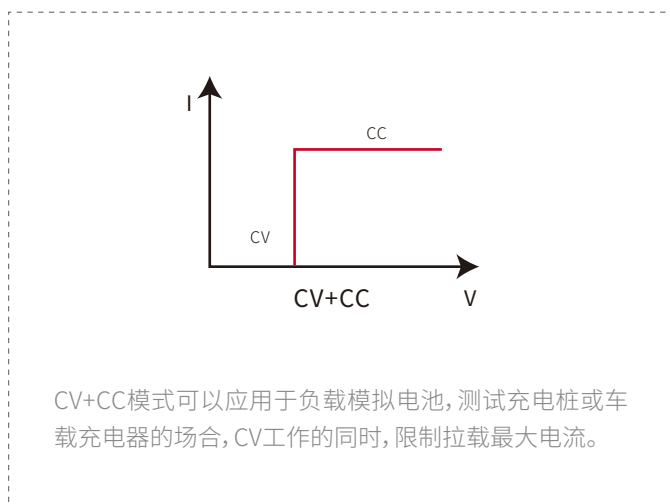 I
CC
CV
CV+CC
V
CV+CC模式可以应用于负载模拟电池,测试充电桩或车
载充电器的场合,CV工作的同时,限制拉载最大电流。